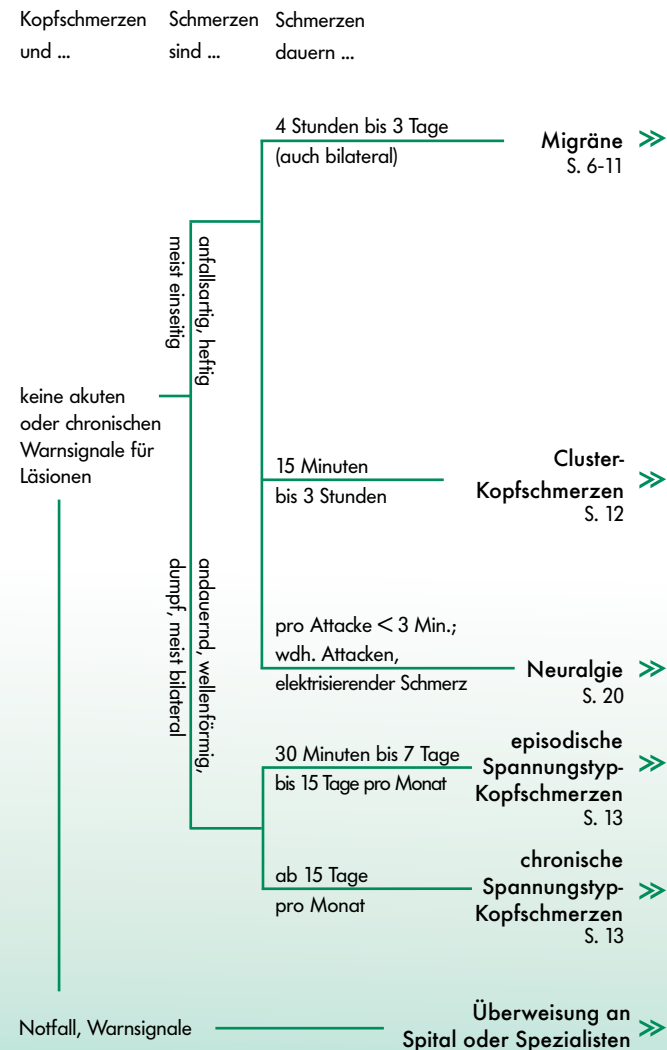 Kopfschmerzen
und ...
Schmerzen
sind ...
Schmerzen
dauern ...
4 Stunden bis 3 Tage
(auch bilateral)
Migräne
S. 6-11
anfallsartig, heftig
meist einseitig
keine akuten
oder chronischen
Warnsignale für
Läsionen
15 Minuten
bis 3 Stunden
Cluster-
Kopfschmerzen
S. 12
andauernd, wellenförmig,
dumpf, meist bilateral
pro Attacke < 3 Min.;
wdh. Attacken,
elektrisierender Schmerz
Neuralgie
S. 20
30 Minuten bis 7 Tage
bis 15 Tage pro Monat
episodische
Spannungstyp-
Kopfschmerzen
S. 13
ab 15 Tage
pro Monat
chronische
Spannungstyp-
Kopfschmerzen
S. 13
Notfall, Warnsignale
Überweisung an
Spital oder Spezialisten